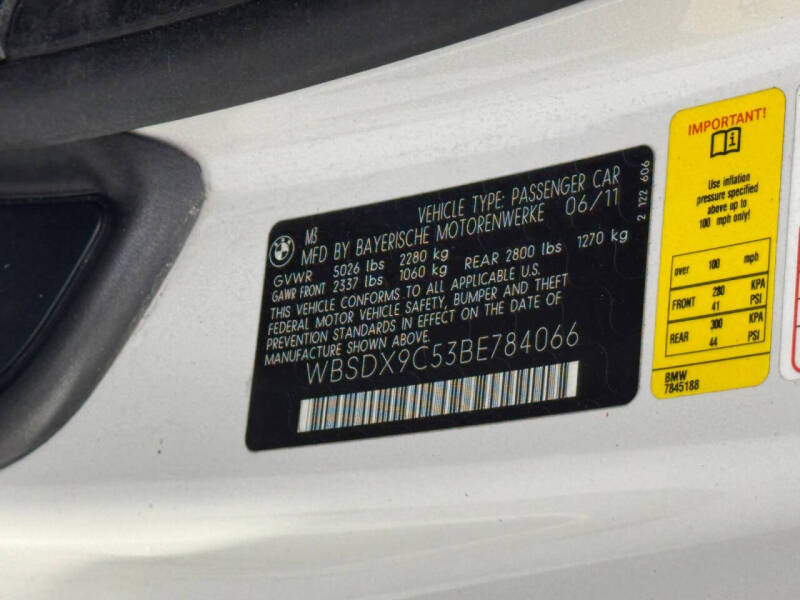 M3
VEHICLE TYPE: PASSENGER CAR
MFD BY BAYERISCHE MOTORENWERKE 06/11
GVWR 5026 lbs 2280 kg
GAWR FRONT 2337 lbs 1060 kg REAR 2800 lbs 1270 kg
THIS VEHICLE CONFORMS TO ALL APPLICABLE U.S.
FEDERAL MOTOR VEHICLE SAFETY, BUMPER AND THEFT
PREVENTION STANDARDS IN EFFECT ON THE DATE OF
MANUFACTURE SHOWN ABOVE.
WBSDX9C53BE784066
2 122 606
IMPORTANT!
Use inflation
pressure specified
above up to
100 mph only!
over 100 mph
FRONT 280 KPA
41 PSI
REAR 300 KPA
44 PSI
BMW
7845188